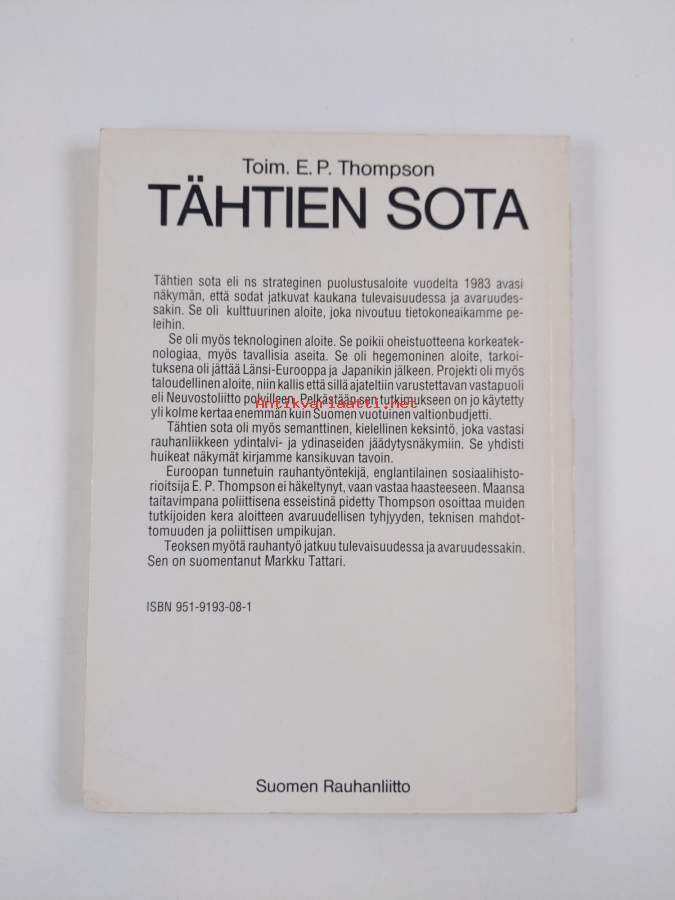 Toim. E. P. Thompson
TÄHTIEN SOTA
Tähtien sota eli ns strateginen puolustusaloite vuodelta 1983 avasi
näkymän, että sodat jatkuvat kaukana tulevaisuudessa ja avaruudes-
sakin. Se oli kulttuurinen aloite, joka nivoutuu tietokoneaikamme pe-
leihin.
Se oli myös teknologinen aloite. Se poikii oheistuotteena korkeatek-
nologiaa, myös tavallisia aseita. Se oli hegemoninen aloite, tarkoi-
tuksena oli jättää Länsi-Eurooppa ja Japanikin jälkeen. Projekti oli myös
taloudellinen aloite, niin kallis että sillä ajateltiin varustettavan vastapuoli
eli Neuvostoliitto polvilleen. Pelkästään sen tutkimukseen on jo käytetty
yli kolme kertaa enemmän kuin Suomen vuotuinen valtionbudjetti.
Antikvariaatti.net
Tähtien sota oli myös semanttinen, kielellinen keksintö, joka vastasi
rauhanliikkeen ydintalvi- ja ydinaseiden jäädytysnäkymiin. Se yhdisti
huikeat näkymät kirjamme kansikuvan tavoin.
Euroopan tunnetuin rauhantyöntekijä, englantilainen sosiaalihisto-
rioitsija E. P. Thompson ei häkeltynyt, vaan vastaa haasteeseen. Maansa
taitavimpana poliittisena esseistinä pidetty Thompson osoittaa muiden
tutkijoiden kera aloitteen avaruudellisen tyhjyyden, teknisen mahdot-
tomuuden ja poliittisen umpikujan.
Teoksen myötä rauhantyö jatkuu tulevaisuudessa ja avaruudessakin.
Sen on suomentanut Markku Tattari.
ISBN 951-9193-08-1
Suomen Rauhanliitto